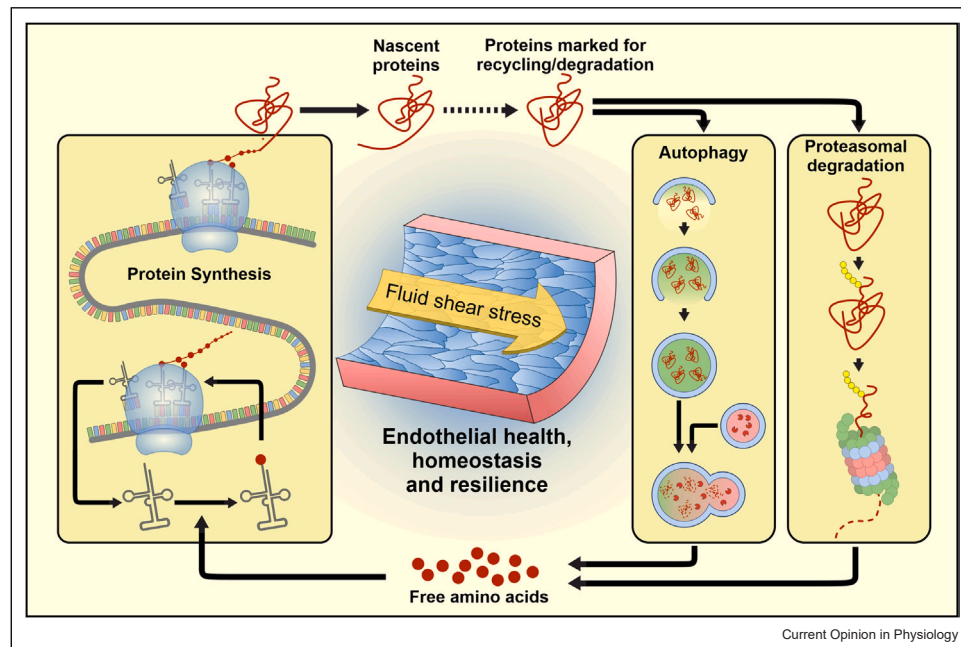 Nascent
proteins
Proteins marked for
recycling/degradation
Protein Synthesis
Autophagy
Proteasomal
degradation
Fluid shear stress
Endothelial health,
homeostasis
and resilience
Free amino acids
Current Opinion in Physiology